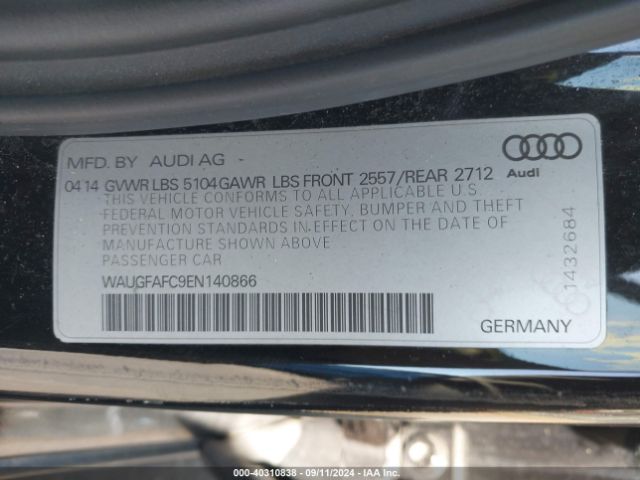 MFD. BY AUDI AG
0414 GVWR LBS 5104 GAWR LBS FRONT 2557/REAR 2712
THIS VEHICLE CONFORMS TO ALL APPLICABLE U.S.
FEDERAL MOTOR VEHICLE SAFETY, BUMPER AND THEFT
PREVENTION STANDARDS IN EFFECT ON THE DATE OF
MANUFACTURE SHOWN ABOVE
PASSENGER CAR
WAUGFAFC9EN140866
Audi
1432684
GERMANY
000-40310838 - 09/11/2024 - IAA Inc.